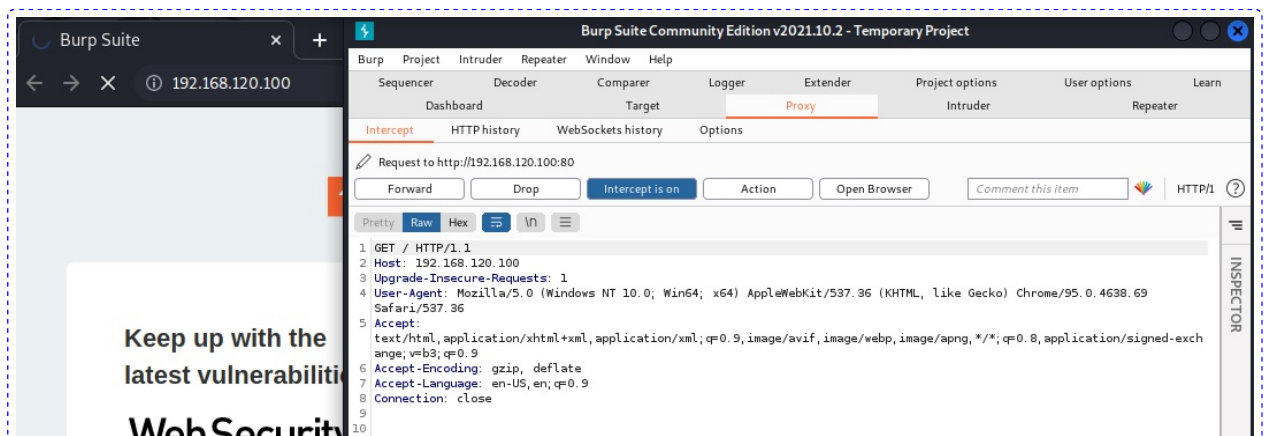 Burp Suite
192.168.120.100
Keep up with the
latest
Burp Suite Community Edition v2021.10.2 - Temporary Project
Burp Project Intruder Repeater Window Help
Sequencer Decoder Comparer Logger Extender Project options User options Learn
Dashboard Target Proxy Intruder Repeater
Intercept HTTP history WebSockets history Options
Request to http://192.168.120.100:80
Forward Drop Intercept is on Action Open Browser Comment this item HTTP/1 ?
Pretty Raw Hex \n
1 GET / HTTP/1.1
2 Host: 192.168.120.100
3 Upgrade-Insecure-Requests: 1
4 User-Agent: Mozilla/5.0 (Windows NT 10.0; Win64; x64) AppleWebKit/537.36 (KHTML, like Gecko) Chrome/95.0.4638.69
Safari/537.36
5 Accept:
text/html,application/xhtml+xml,application/xml;q=0.9,image/avif,image/webp,image/apng,*/*;q=0.8,application/signed-exch
ange;v=b3;q=0.9
6 Accept-Encoding: gzip, deflate
7 Accept-Language: en-US,en;q=0.9
8 Connection: close
9
10
INSPECTOR